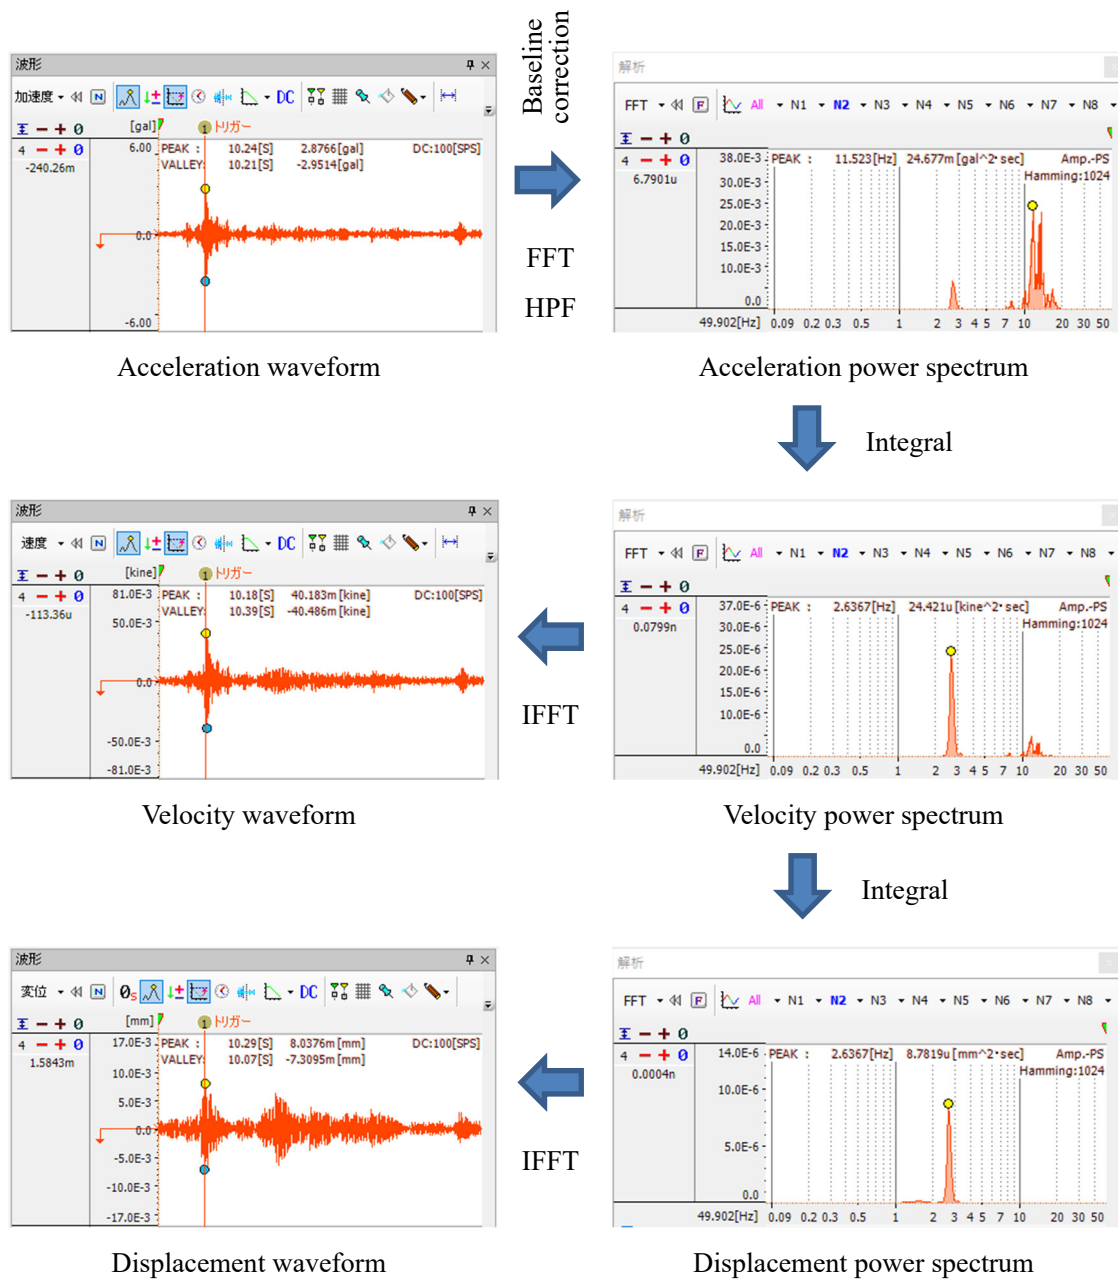 Baseline correction
波形
加速度 N DC
[gal] 1 トリガー
4 − + 0
-240.26m
6.00
PEAK : 10.24[S] 2.8766[gal] DC:100[SPS]
VALLEY: 10.21[S] -2.9514[gal]
0.0
-6.00
Acceleration waveform
FFT
HPF
解析
FFT F All N1 N2 N3 N4 N5 N6 N7 N8
4 − + 0
6.7901u
38.0E-3 PEAK : 11.523[Hz] 24.677m[gal^2・sec] Amp.-PS
Hamming:1024
30.0E-3
25.0E-3
20.0E-3
15.0E-3
10.0E-3
0.0
49.902[Hz] 0.09 0.2 0.3 0.5 1 2 3 4 5 7 10 20 30 50
Acceleration power spectrum
Integral
波形
速度 N DC
[kine] 1 トリガー
4 − + 0
-113.36u
81.0E-3 PEAK : 10.18[S] 40.183m[kine] DC:100[SPS]
VALLEY: 10.39[S] -40.486m[kine]
50.0E-3
0.0
-50.0E-3
-81.0E-3
Velocity waveform
IFFT
解析
FFT F All N1 N2 N3 N4 N5 N6 N7 N8
4 − + 0
0.0799n
37.0E-6 PEAK : 2.6367[Hz] 24.421u[kine^2・sec] Amp.-PS
Hamming:1024
30.0E-6
25.0E-6
20.0E-6
15.0E-6
10.0E-6
0.0
49.902[Hz] 0.09 0.2 0.3 0.5 1 2 3 4 5 7 10 20 30 50
Velocity power spectrum
Integral
波形
変位 N 0s DC
[mm] 1 トリガー
4 − + 0
1.5843m
17.0E-3 PEAK : 10.29[S] 8.0376m[mm] DC:100[SPS]
VALLEY: 10.07[S] -7.3095m[mm]
10.0E-3
5.0E-3
0.0
-5.0E-3
-10.0E-3
-17.0E-3
Displacement waveform
IFFT
解析
FFT F All N1 N2 N3 N4 N5 N6 N7 N8
4 − + 0
0.0004n
14.0E-6 PEAK : 2.6367[Hz] 8.7819u[mm^2・sec] Amp.-PS
Hamming:1024
10.0E-6
5.0E-6
0.0
49.902[Hz] 0.09 0.2 0.3 0.5 1 2 3 4 5 7 10 20 30 50
Displacement power spectrum